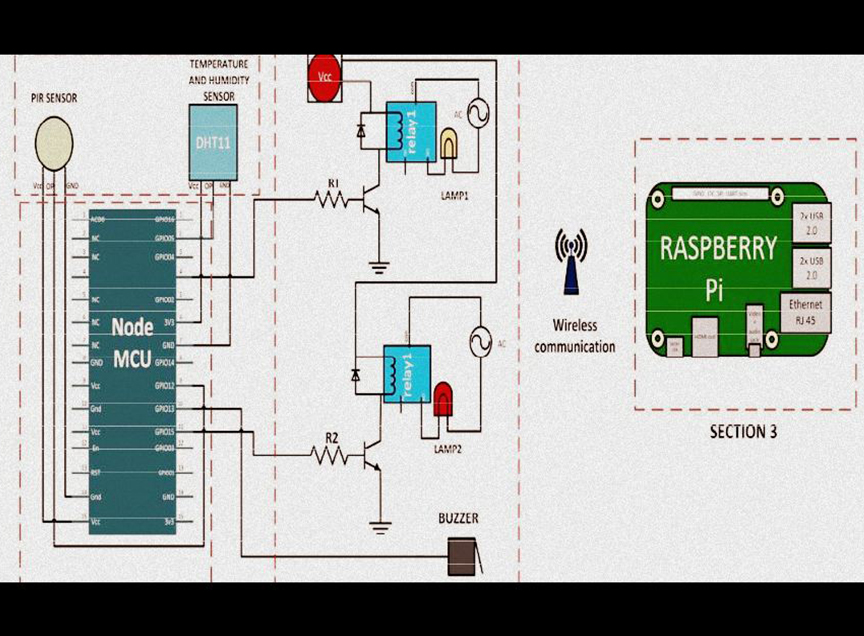 TEMPERATURE
AND HUMIDITY
SENSOR
PIR SENSOR
DHT11
Vcc
OP
GND
Vcc
OP
GND
Vcc
relay1
AC
LAMP1
R1
Node
MCU
NC
NC
NC
NC
NC
GND
Vcc
Gnd
Vcc
En
RST
Gnd
Vcc
GPIO16
GPIO05
GPIO04
GPIO02
3V3
GND
GPIO14
GPIO12
GPIO13
GPIO15
GND
3v3
relay1
AC
LAMP2
R2
BUZZER
Wireless
communication
RASPBERRY
Pi
2x USB
2.0
2x USB
2.0
Ethernet
RJ 45
SECTION 3